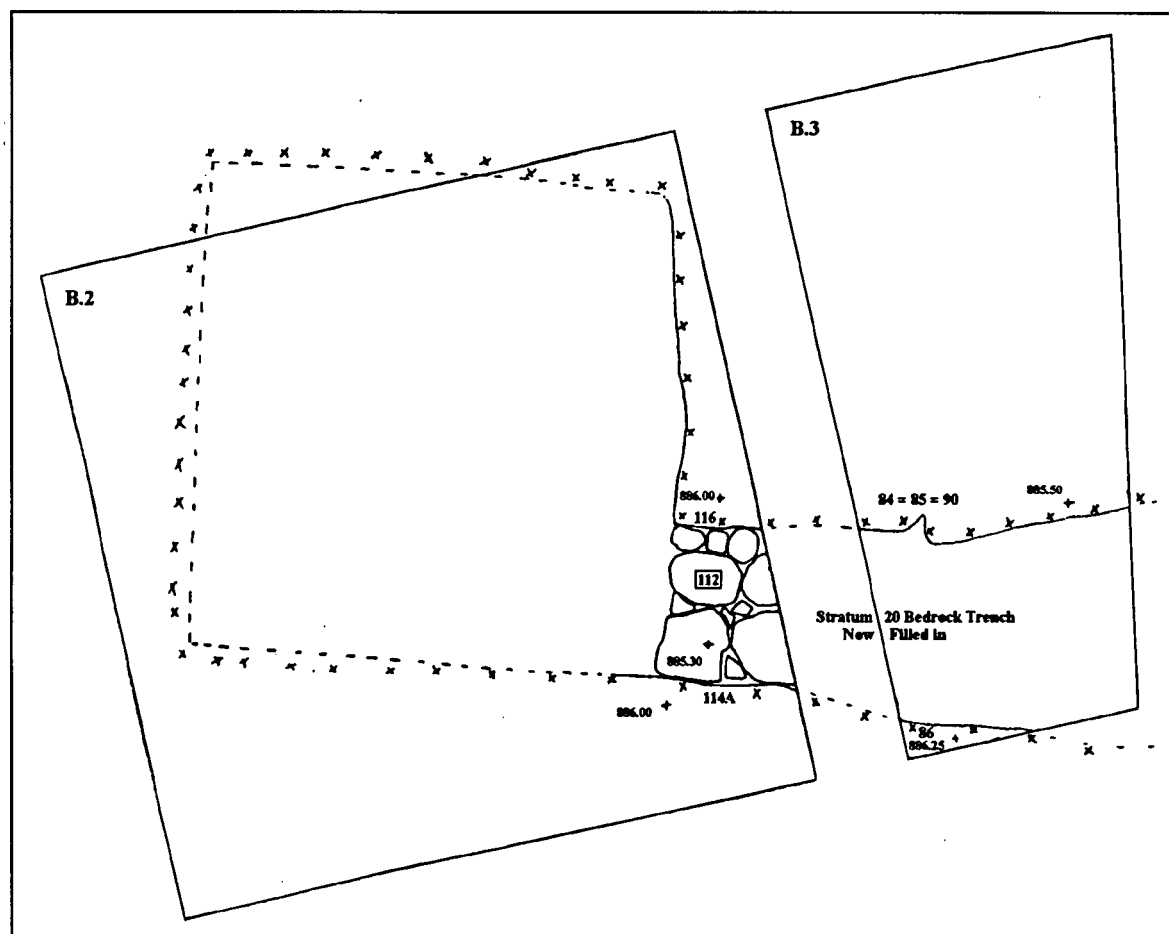 B.3
B.2
886.00
116
84 = 85 = 90
885.50
112
Stratum 20 Bedrock Trench
Now Filled in
885.30
114A
886.00
86
886.25